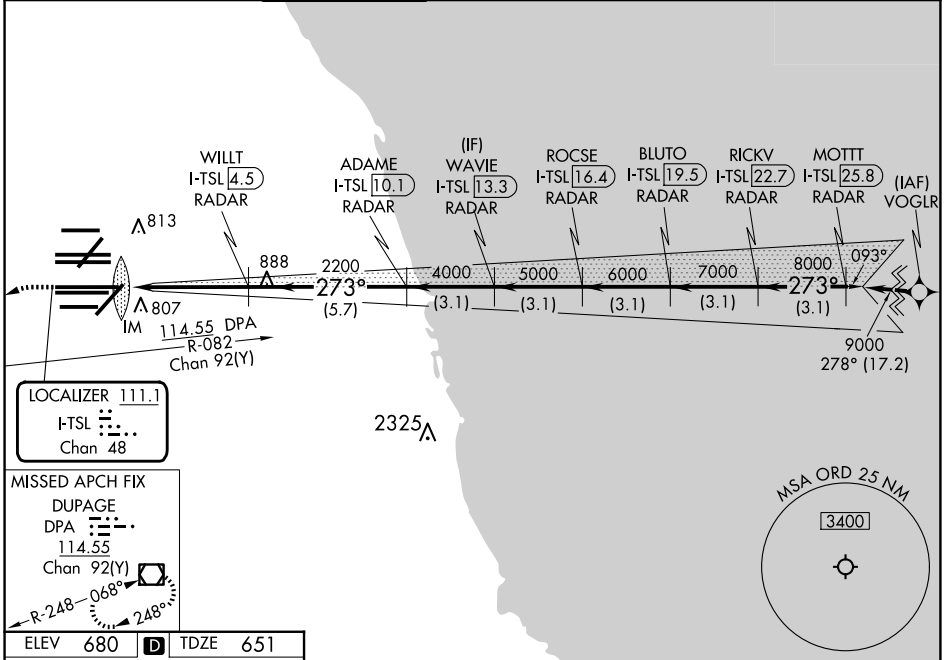 WILLT
I-TSL 4.5
RADAR
ADAME
I-TSL 10.1
RADAR
(IF)
WAVIE
I-TSL 13.3
RADAR
ROCSE
I-TSL 16.4
RADAR
BLUTO
I-TSL 19.5
RADAR
RICKV
I-TSL 22.7
RADAR
MOTTT
I-TSL 25.8
RADAR
(IAF)
VOGLR
813
888
807
IM
2200
273°
(5.7)
4000
(3.1)
5000
(3.1)
6000
(3.1)
7000
(3.1)
8000
273°
(3.1)
093°
9000
278° (17.2)
114.55 DPA
R-082
Chan 92(Y)
LOCALIZER 111.1
I-TSL
Chan 48
2325
MISSED APCH FIX
DUPAGE
DPA
114.55
Chan 92(Y)
R-248
068°
248°
MSA ORD 25 NM
3400
ELEV 680 D TDZE 651